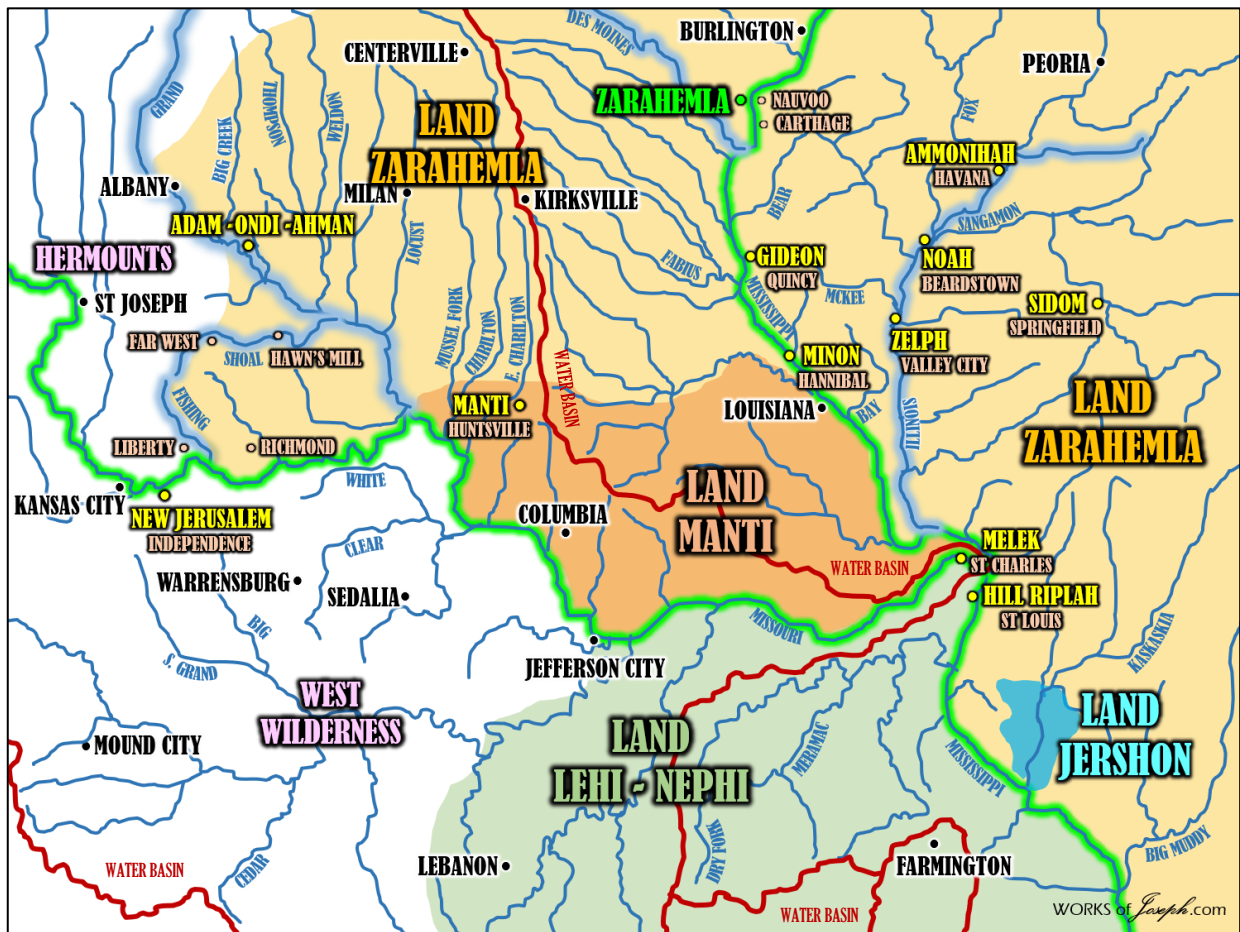 DES MOINES
BURLINGTON
CENTERVILLE
PEORIA
GRAND
BIG CREEK
THOMPSON
WELDON
ZARAHEMLA
NAUVOO
CARTHAGE
FOX
LAND
ZARAHEMLA
AMMONIHAH
HAVANA
ALBANY
MILAN
KIRKSVILLE
BEAR
SANGAMON
ADAM -ONDI -AHMAN
LOCUST
HERMOUNTS
GIDEON
QUINCY
NOAH
BEARDSTOWN
FABIUS
ST JOSEPH
MISSISSIPPI
MCKEE
SIDOM
SPRINGFIELD
FAR WEST
SHOAL
HAWN'S MILL
MUSSEL FORK
CHARILTON
E. CHARILTON
WATER BASIN
ZELPH
VALLEY CITY
MINON
HANNIBAL
FISHING
MANTI
HUNTSVILLE
LOUISIANA
BAY
ILLINOIS
LAND
ZARAHEMLA
LIBERTY
RICHMOND
WHITE
KANSAS CITY
NEW JERUSALEM
INDEPENDENCE
COLUMBIA
LAND
MANTI
CLEAR
MELEK
ST CHARLES
WARRENSBURG
SEDALIA
WATER BASIN
HILL RIPLAH
ST LOUIS
BIG
MISSOURI
KASKASKIA
S. GRAND
JEFFERSON CITY
WEST
WILDERNESS
LAND
LEHI - NEPHI
MERAMAC
LAND
JERSHON
MOUND CITY
MISSISSIPPI
DRY FORK
BIG MUDDY
WATER BASIN
CEDAR
LEBANON
FARMINGTON
WATER BASIN
WORKS of Joseph.com